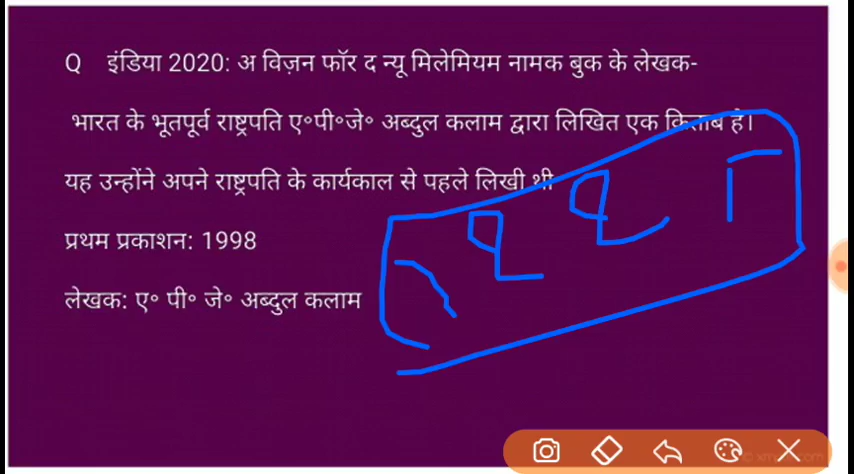 Q इंडिया 2020: अ विज़न फॉर द न्यू मिलेमियम नामक बुक के लेखक-
भारत के भूतपूर्व राष्ट्रपति ए॰पी॰जे॰ अब्दुल कलाम द्वारा लिखित एक किताब है।
यह उन्होंने अपने राष्ट्रपति के कार्यकाल से पहले लिखी थी
प्रथम प्रकाशन: 1998
लेखक: ए॰ पी॰ जे॰ अब्दुल कलाम